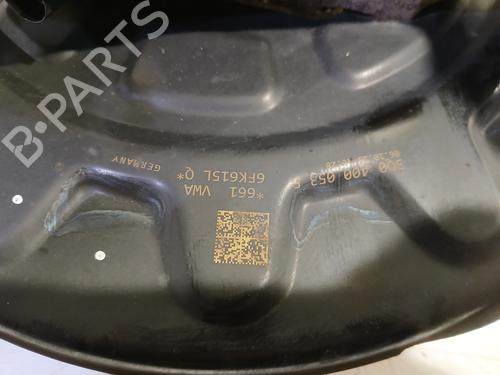 B-PARTS
5Q0 400 053
*661 VWA
6FK615L Q*
GERMANY